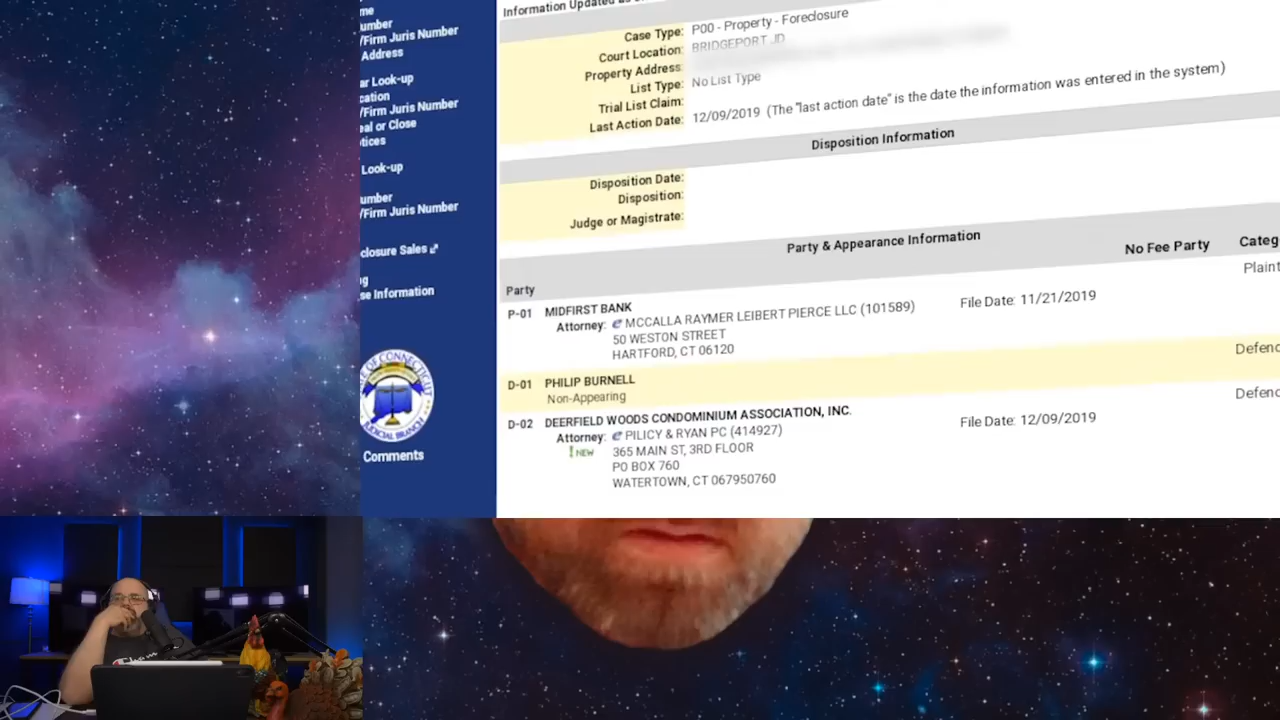 Information Updated as
me
umber
/Firm Juris Number
Address
ar Look-up
cation
/Firm Juris Number
eal or Close
otices
Look-up
umber
/Firm Juris Number
closure Sales
g
se Information
Comments
Case Type: P00 - Property - Foreclosure
Court Location: BRIDGEPORT JD
Property Address:
List Type: No List Type
Trial List Claim:
Last Action Date: 12/09/2019 (The "last action date" is the date the information was entered in the system)
Disposition Information
Disposition Date:
Disposition:
Judge or Magistrate:
Party & Appearance Information
Party No Fee Party Categ
P-01 MIDFIRST BANK Plaint
Attorney: MCCALLA RAYMER LEIBERT PIERCE LLC (101589) File Date: 11/21/2019
50 WESTON STREET
HARTFORD, CT 06120
D-01 PHILIP BURNELL Defenc
Non-Appearing
D-02 DEERFIELD WOODS CONDOMINIUM ASSOCIATION, INC. Defenc
Attorney: PILICY & RYAN PC (414927) File Date: 12/09/2019
NEW 365 MAIN ST, 3RD FLOOR
PO BOX 760
WATERTOWN, CT 067950760